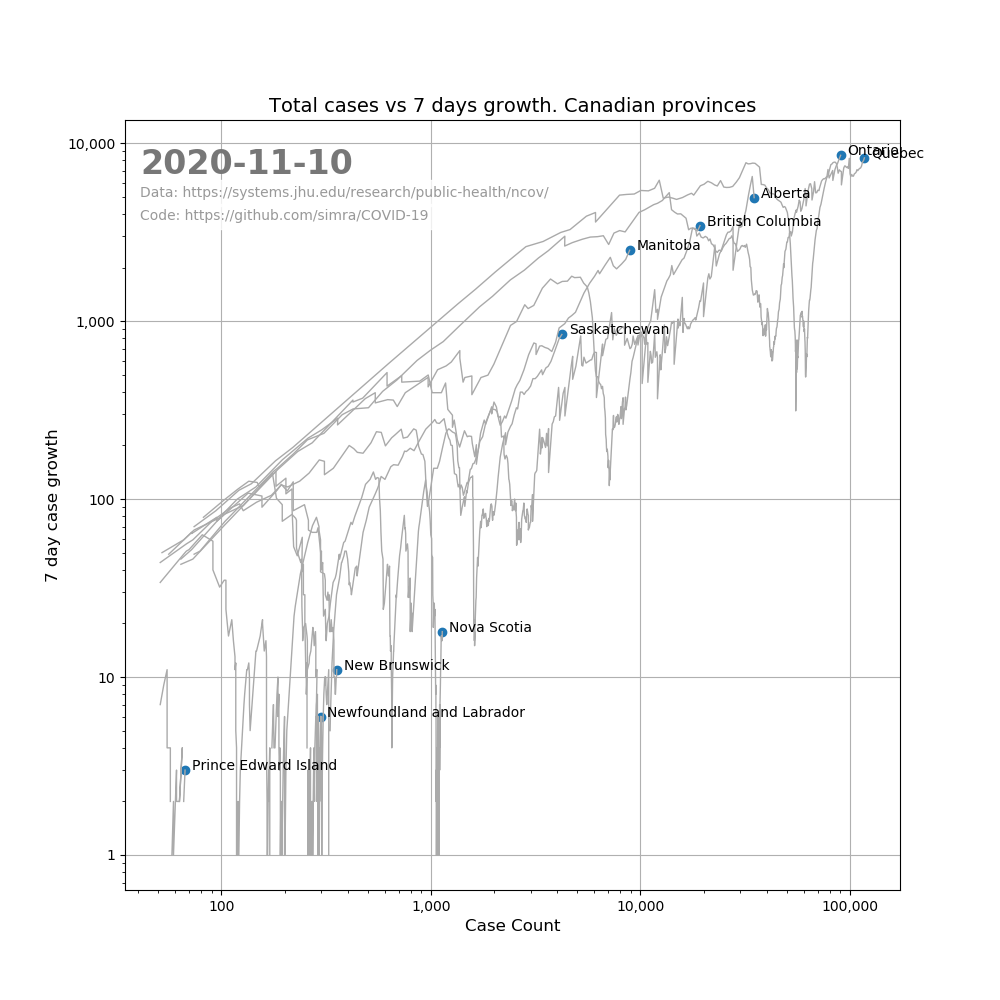 Total cases vs 7 days growth. Canadian provinces
10,000
2020-11-10
Ontario
Quebec
Data: https://systems.jhu.edu/research/public-health/ncov/
Alberta
Code: https://github.com/simra/COVID-19
British Columbia
Manitoba
1,000
Saskatchewan
7 day case growth
100
Nova Scotia
10
New Brunswick
Newfoundland and Labrador
Prince Edward Island
1
100
1,000
10,000
100,000
Case Count